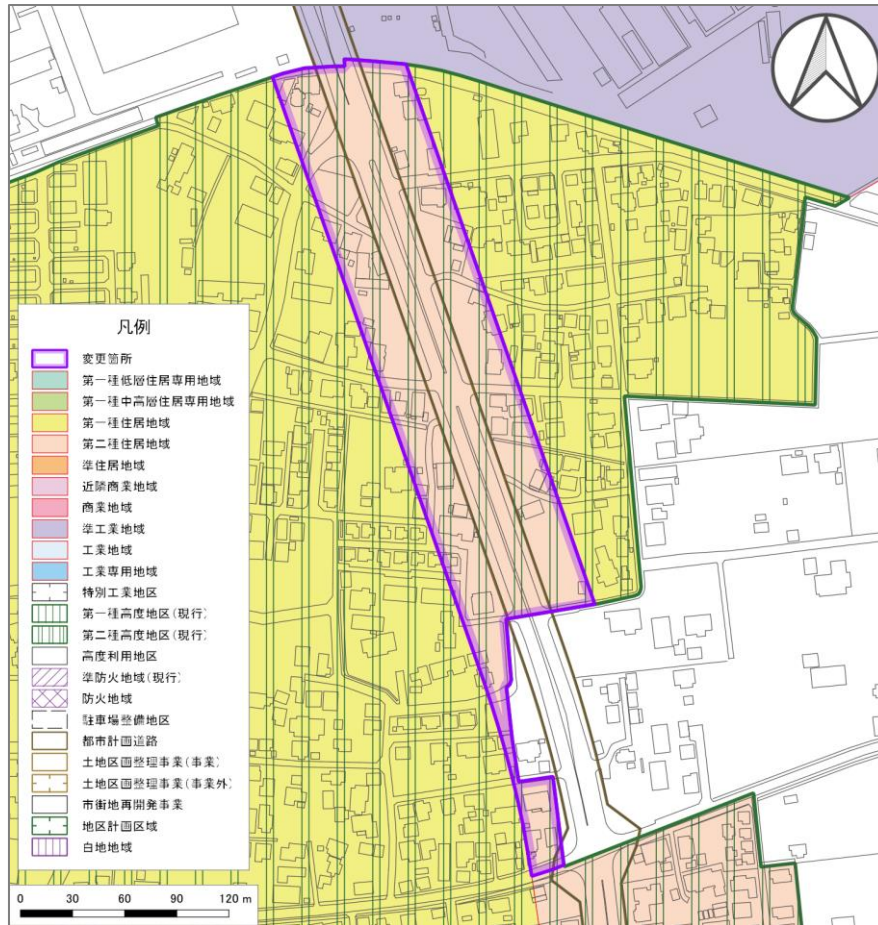 凡例
変更箇所
第一種低層住居専用地域
第一種中高層住居専用地域
第一種住居地域
第二種住居地域
準住居地域
近隣商業地域
商業地域
準工業地域
工業地域
工業専用地域
特別工業地区
第一種高度地区(現行)
第二種高度地区(現行)
高度利用地区
準防火地域(現行)
防火地域
駐車場整備地区
都市計画道路
土地区画整理事業(事業)
土地区画整理事業(事業外)
市街地再開発事業
地区計画区域
白地地域
0 30 60 90 120 m